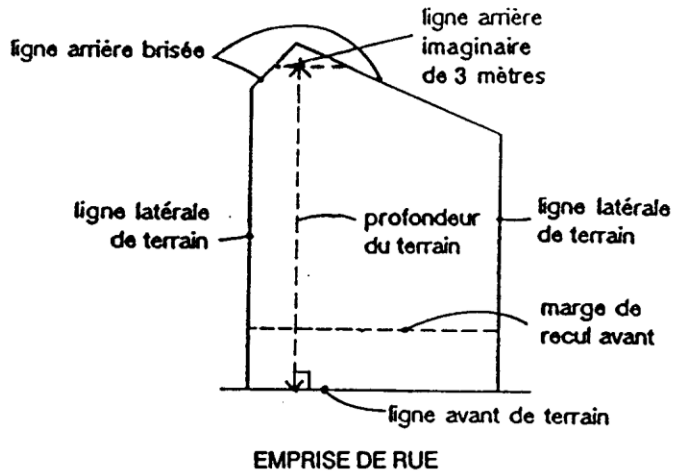 ligne arrière brisée
ligne arrière
imaginaire
de 3 mètres
ligne latérale
de terrain
profondeur
du terrain
ligne latérale
de terrain
marge de
recul avant
ligne avant de terrain
EMPRISE DE RUE